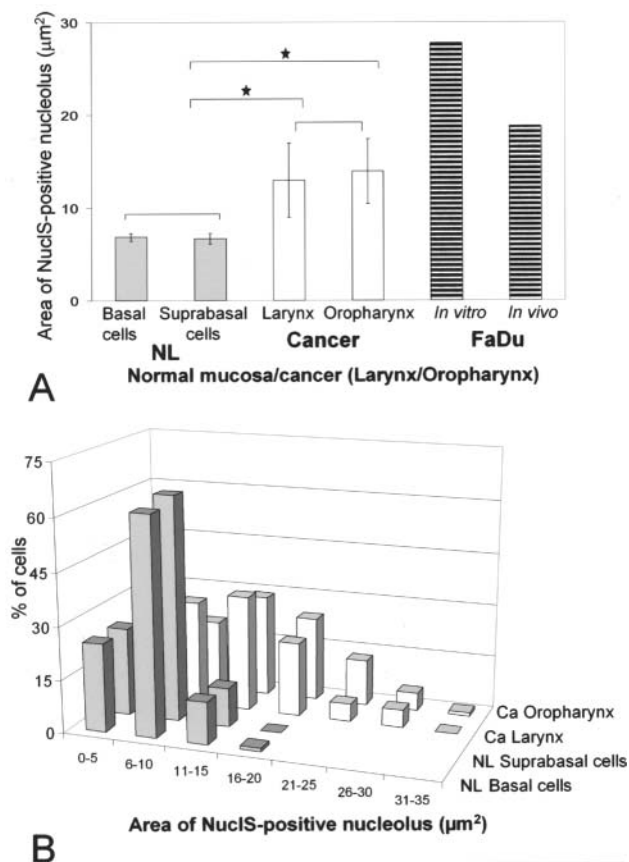 30
20
10
0
Area of NuclS-positive nucleolus (µm²)
★
★
Basal cells
Suprabasal cells
Larynx
Oropharynx
In vitro
In vivo
NL
Cancer
FaDu
Normal mucosa/cancer (Larynx/Oropharynx)
A
75
60
45
30
15
0
% of cells
0-5
6-10
11-15
16-20
21-25
26-30
31-35
Ca Oropharynx
Ca Larynx
NL Suprabasal cells
NL Basal cells
Area of NuclS-positive nucleolus (µm²)
B